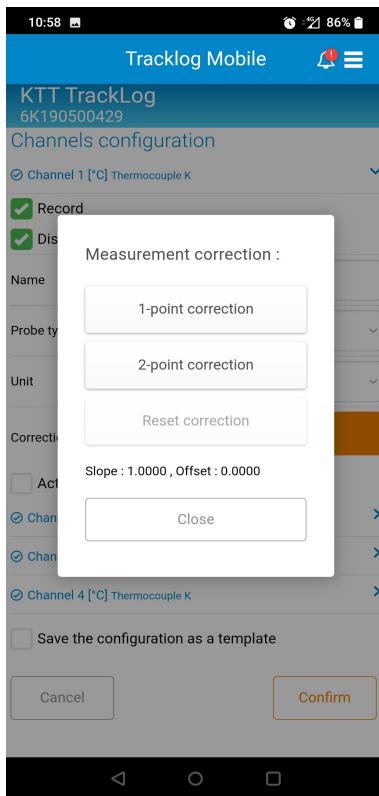 10:58
4G
86%
Tracklog Mobile
KTT TrackLog
6K190500429
Channels configuration
Channel 1 [°C] Thermocouple K
Record
Dis
Name
Measurement correction :
1-point correction
Probe ty
2-point correction
Unit
Reset correction
Correcti
Slope : 1.0000 , Offset : 0.0000
Act
Chan
Close
Chan
Channel 4 [°C] Thermocouple K
Save the configuration as a template
Cancel
Confirm